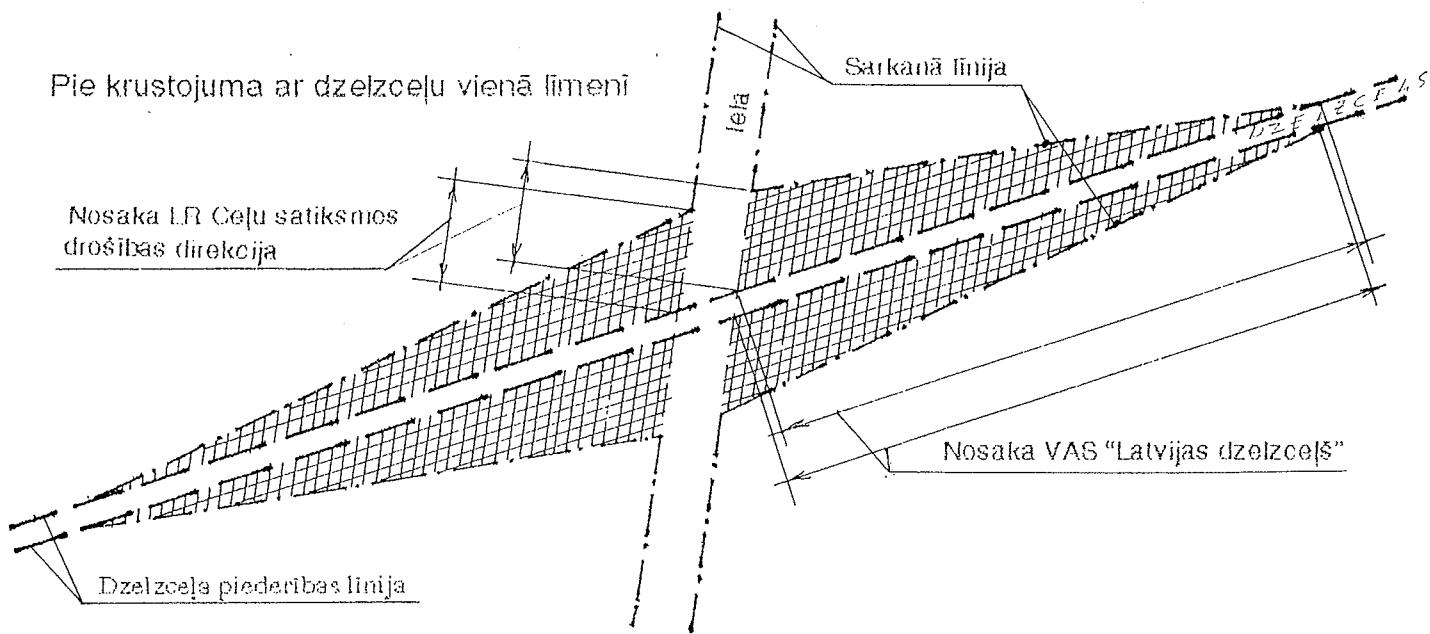 Pie krustojuma ar dzelzceļu vienā līmenī
Sarkanā līnija
Iela
DZELZCEĻŠ
Nosaka LR Ceļu satiksmes
drošības direkcija
Nosaka VAS “Latvijas dzelzceļš”
Dzelzceļa piederības līnija